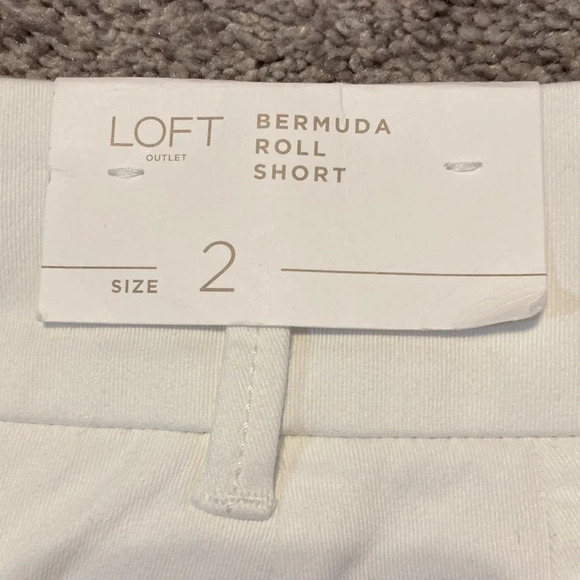 LOFT
OUTLET
BERMUDA
ROLL
SHORT
SIZE 2